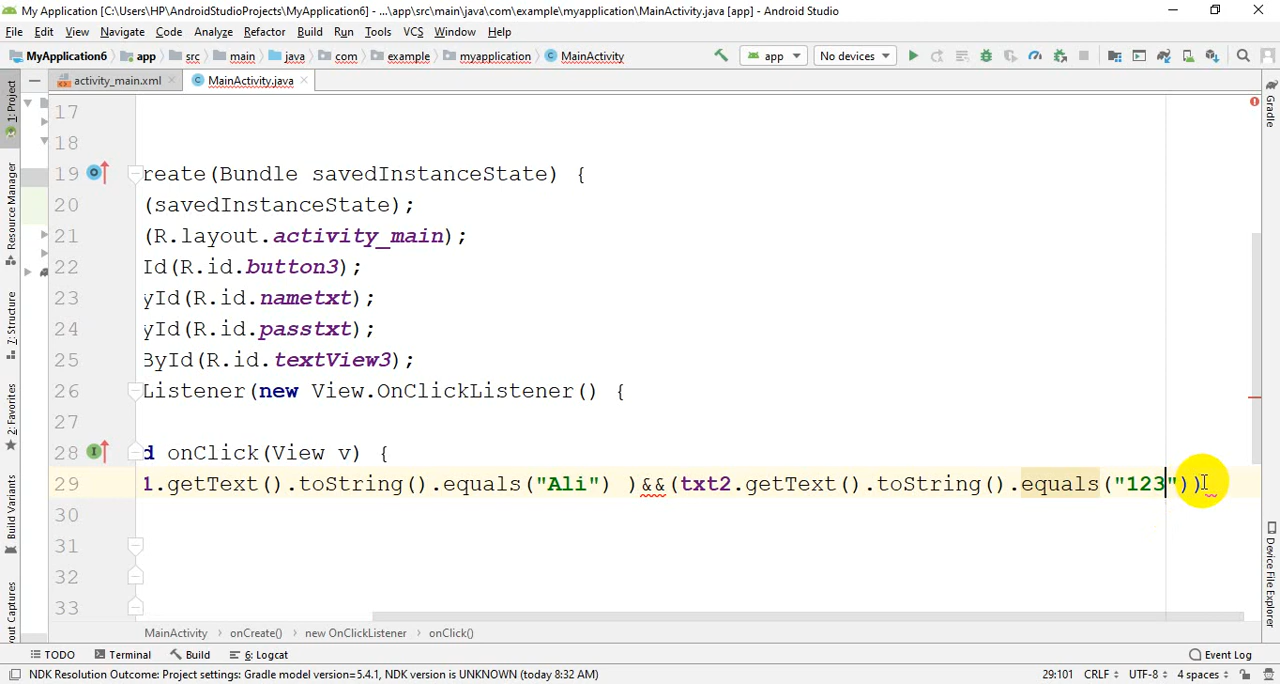 My Application [C:\Users\HP\AndroidStudioProjects\MyApplication6] - ...\app\src\main\java\com\example\myapplication\MainActivity.java [app] - Android Studio
File Edit View Navigate Code Analyze Refactor Build Run Tools VCS Window Help
MyApplication6 app src main java com example myapplication MainActivity app No devices
1: Project
Resource Manager
7: Structure
2: Favorites
Build Variants
yout Captures
activity_main.xml MainActivity.java
17
18
19 reate(Bundle savedInstanceState) {
20 (savedInstanceState);
21 (R.layout.activity_main);
22 Id(R.id.button3);
23 yId(R.id.nametxt);
24 yId(R.id.passtxt);
25 ById(R.id.textView3);
26 Listener(new View.OnClickListener() {
27
28 d onClick(View v) {
29 1.getText().toString().equals("Ali") )&&(txt2.getText().toString().equals("123"))
30
31
32
33
Gradle
Device File Explorer
MainActivity onCreate() new OnClickListener onClick()
TODO Terminal Build 6: Logcat Event Log
NDK Resolution Outcome: Project settings: Gradle model version=5.4.1, NDK version is UNKNOWN (today 8:32 AM) 29:101 CRLF UTF-8 4 spaces